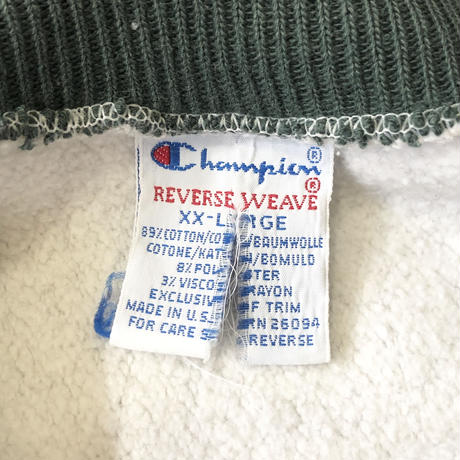 Champion®
REVERSE WEAVE®
XX-L RGE
89%COTTON/CO /BAUMWOLLE
COTONE/KAT /BOMULD
8% POL TER
3% VISCO RAYON
EXCLUSIV F TRIM
MADE IN U.S. RN 26094
FOR CARE S REVERSE